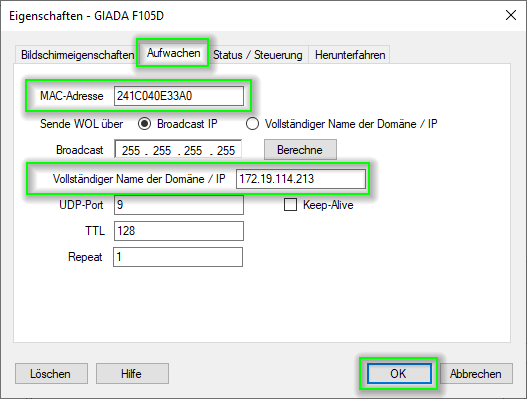 Eigenschaften - GIADA F105D
Bildschimeigenschaften Aufwachen Status / Steuerung Herunterfahren
MAC-Adresse 241C040E33A0
Sende WOL über Broadcast IP Vollständiger Name der Domäne / IP
Broadcast 255 . 255 . 255 . 255 Berechne
Vollständiger Name der Domäne / IP 172.19.114.213
UDP-Port 9 Keep-Alive
TTL 128
Repeat 1
Löschen Hilfe OK Abbrechen